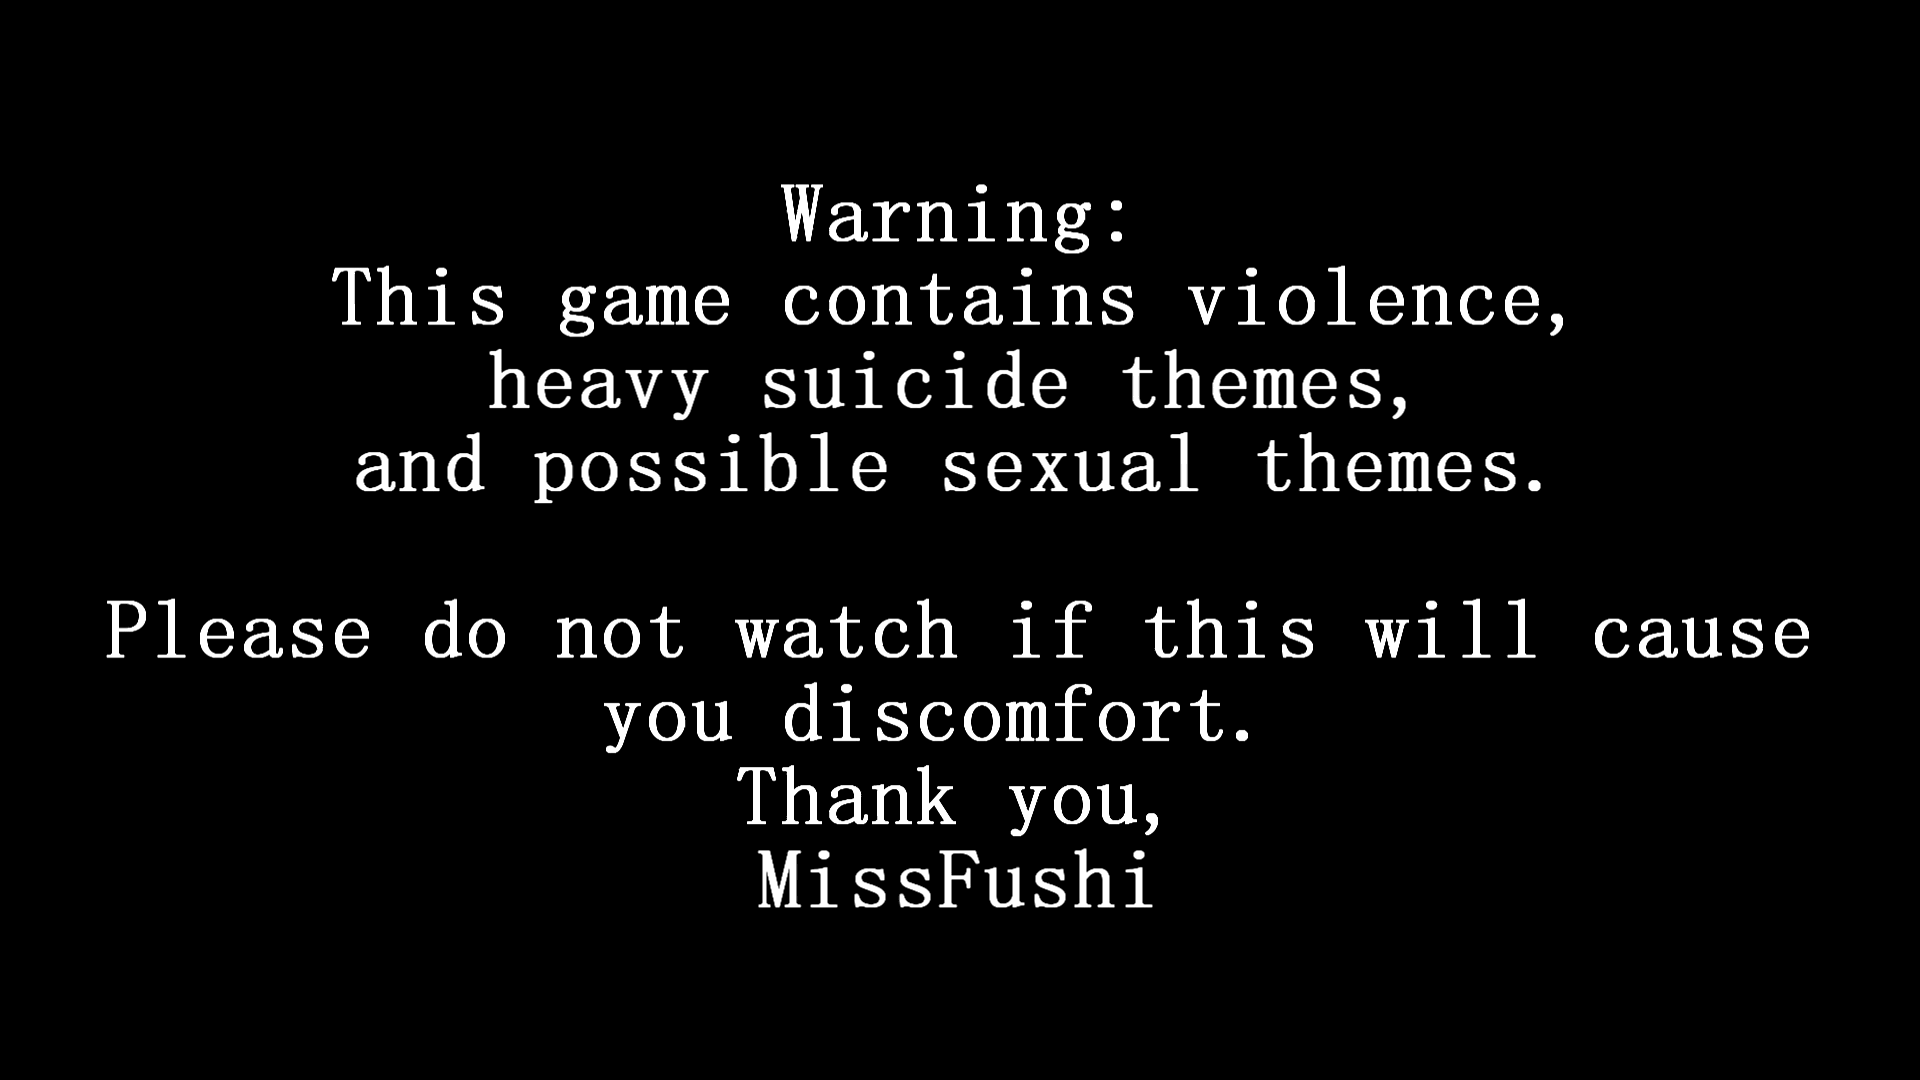 Warning:
This game contains violence,
heavy suicide themes,
and possible sexual themes.
Please do not watch if this will cause
you discomfort.
Thank you,
MissFushi